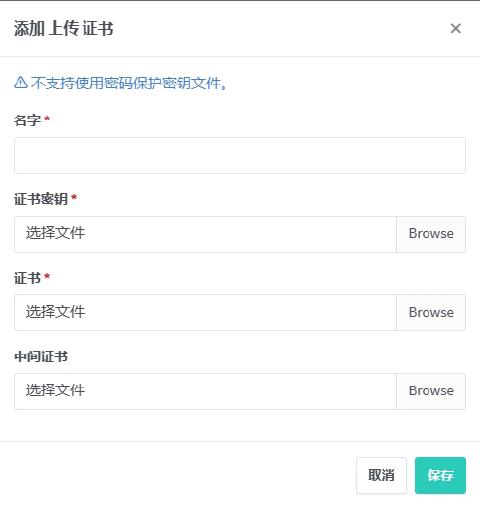 添加 上传 证书
×
不支持使用密码保护密钥文件。
名字 *
证书密钥 *
选择文件 Browse
证书 *
选择文件 Browse
中间证书
选择文件 Browse
取消 保存